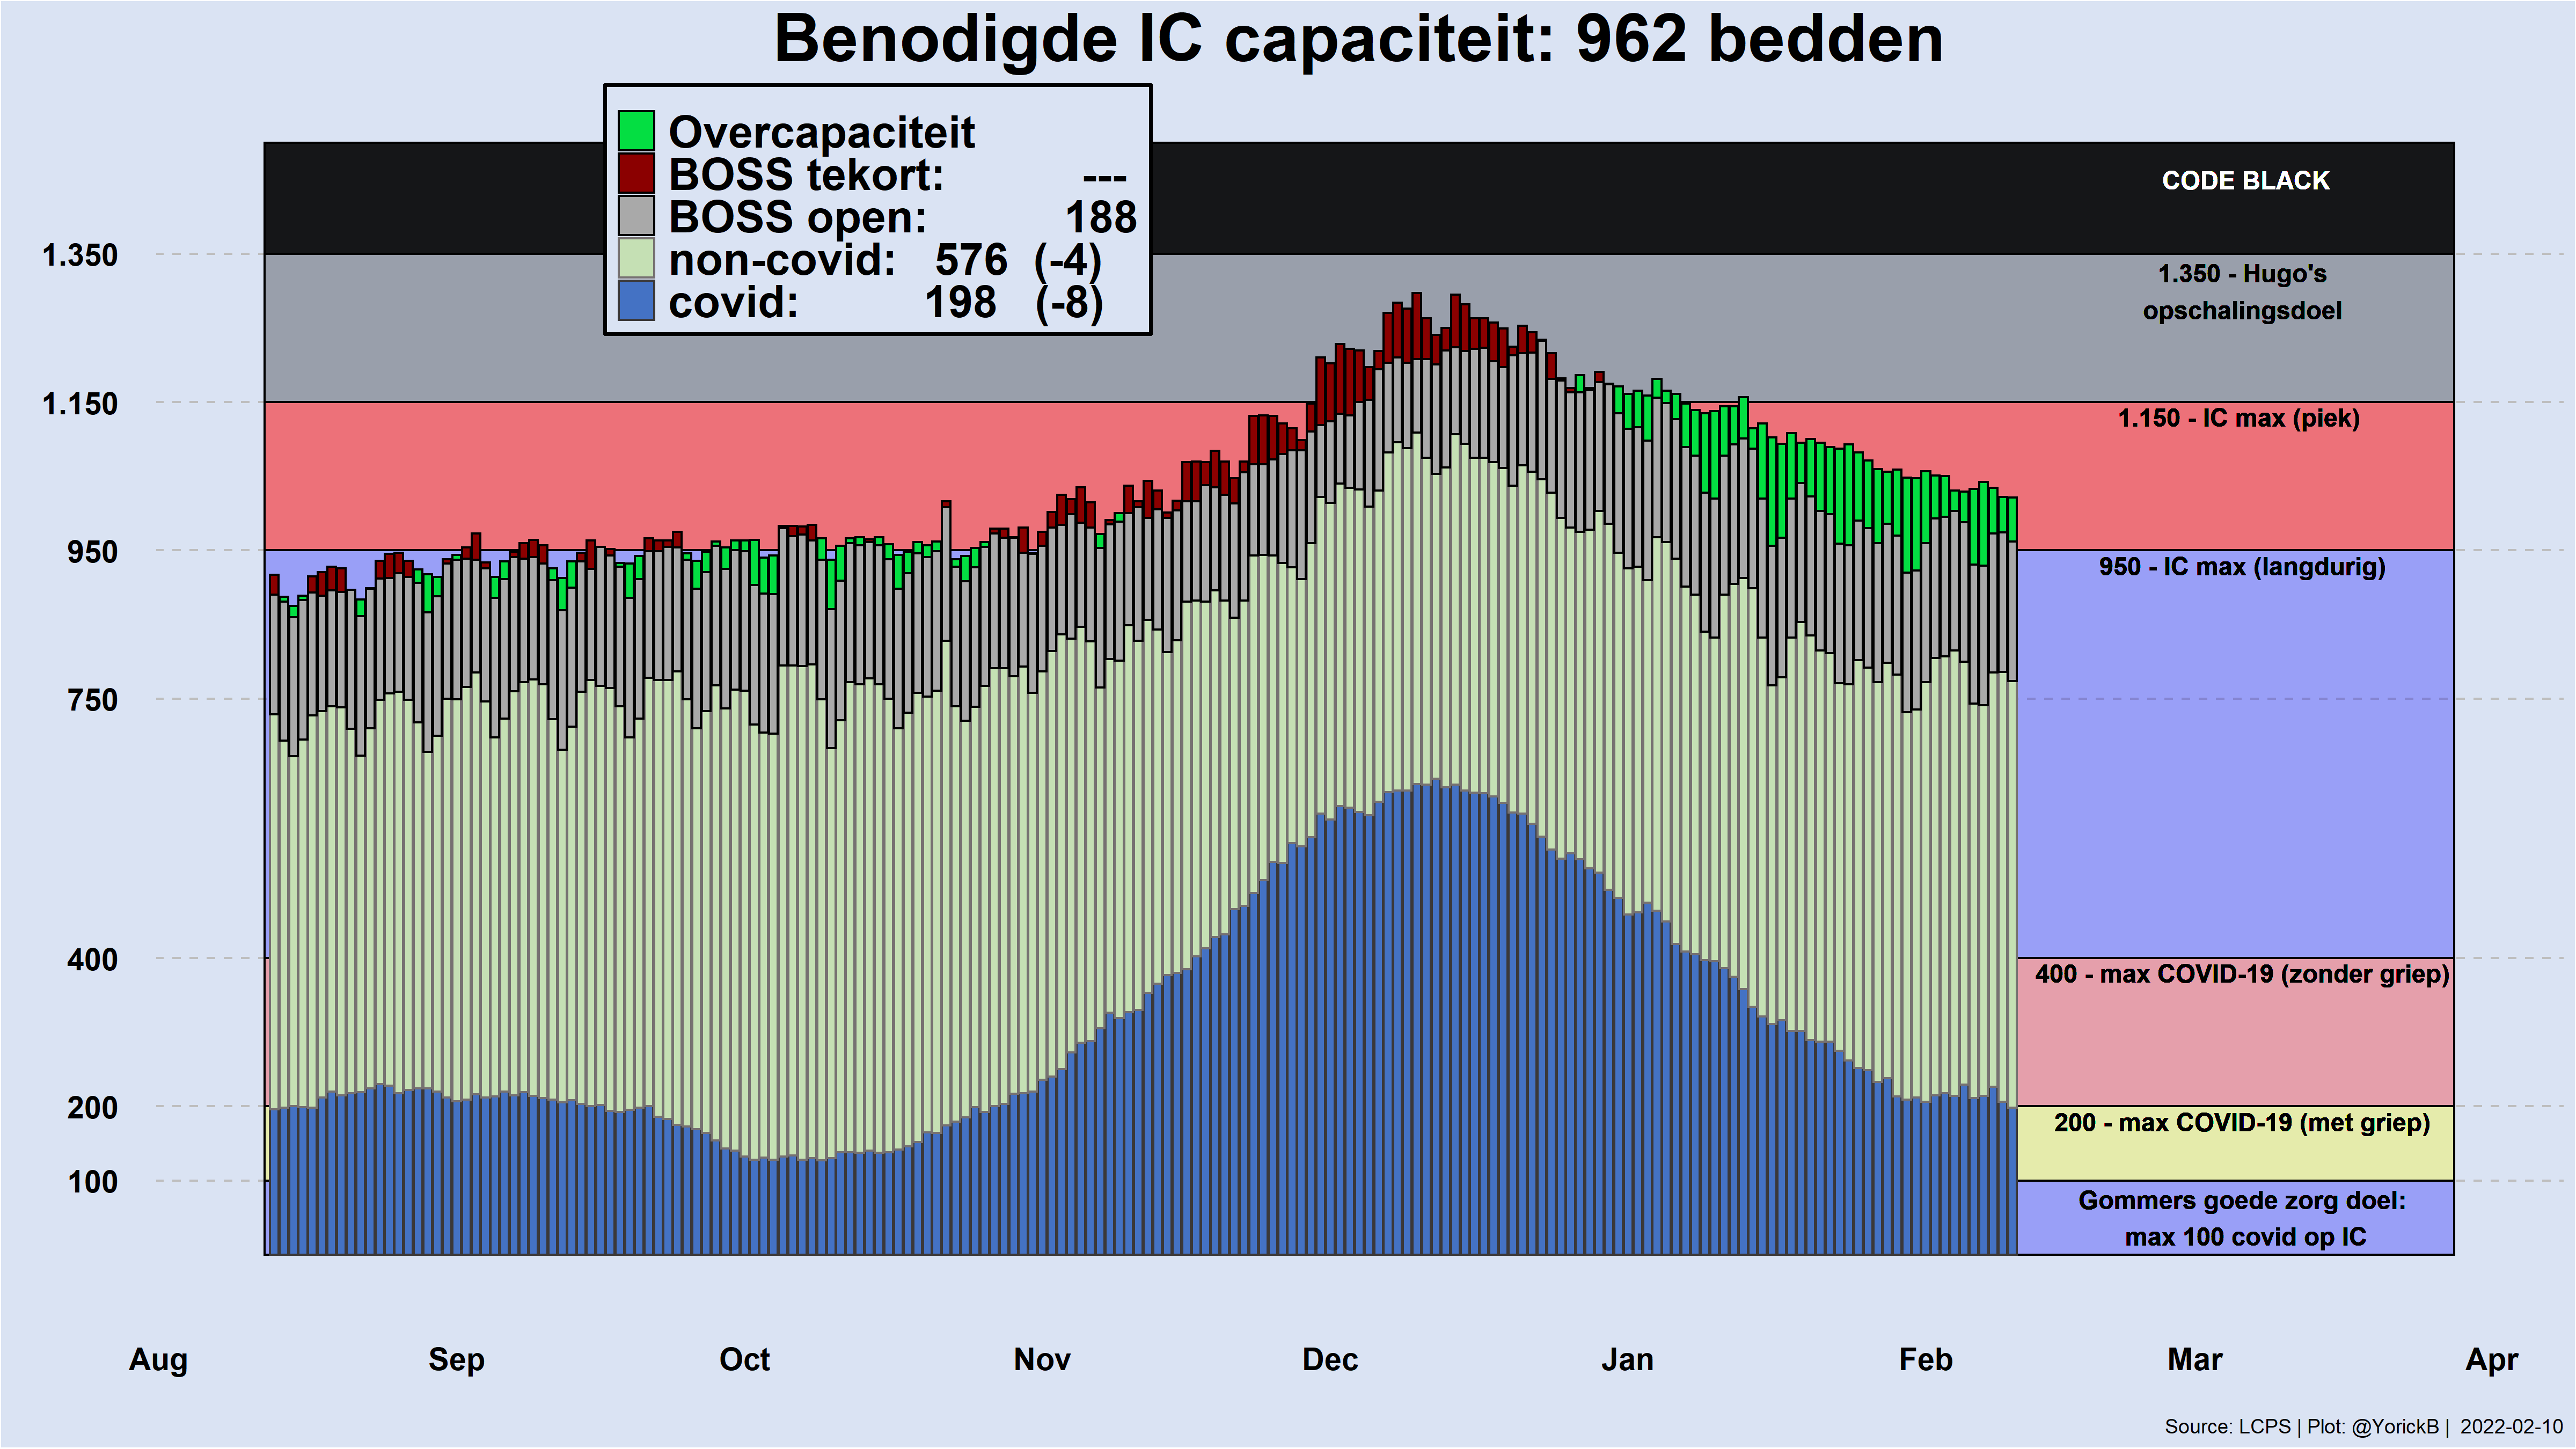 Benodigde IC capaciteit: 962 bedden
Overcapaciteit
BOSS tekort: ---
BOSS open: 188
non-covid: 576 (-4)
covid: 198 (-8)
CODE BLACK
1.350 - Hugo's
opschalingsdoel
1.150 - IC max (piek)
950 - IC max (langdurig)
400 - max COVID-19 (zonder griep)
200 - max COVID-19 (met griep)
Gommers goede zorg doel:
max 100 covid op IC
1.350
1.150
950
750
400
200
100
Aug Sep Oct Nov Dec Jan Feb Mar Apr
Source: LCPS | Plot: @YorickB | 2022-02-10